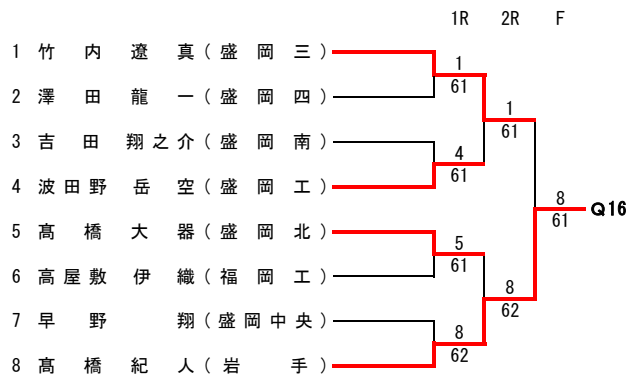 1R 2R F
1 竹内遼真(盛岡三)
1
61
2 澤田龍一(盛岡四)
1
61
3 吉田翔之介(盛岡南)
4
61
4 波田野岳空(盛岡工)
8
61
Q16
5 髙橋大器(盛岡北)
5
61
6 高屋敷伊織(福岡工)
8
62
7 早野翔(盛岡中央)
8
62
8 髙橋紀人(岩手)